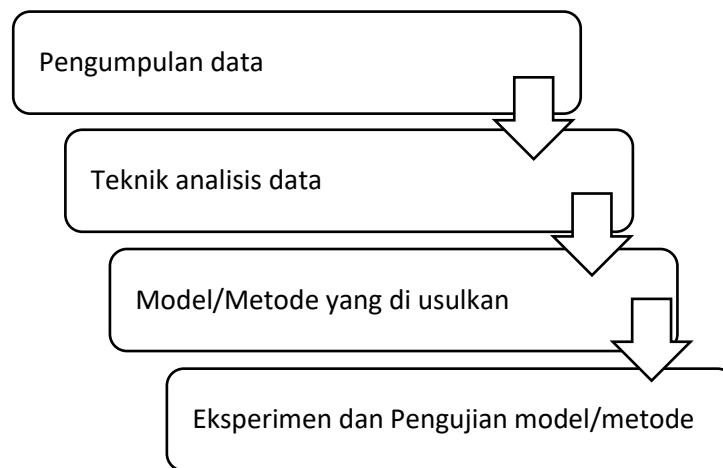 Pengumpulan data
Teknik analisis data
Model/Metode yang di usulkan
Eksperimen dan Pengujian model/metode